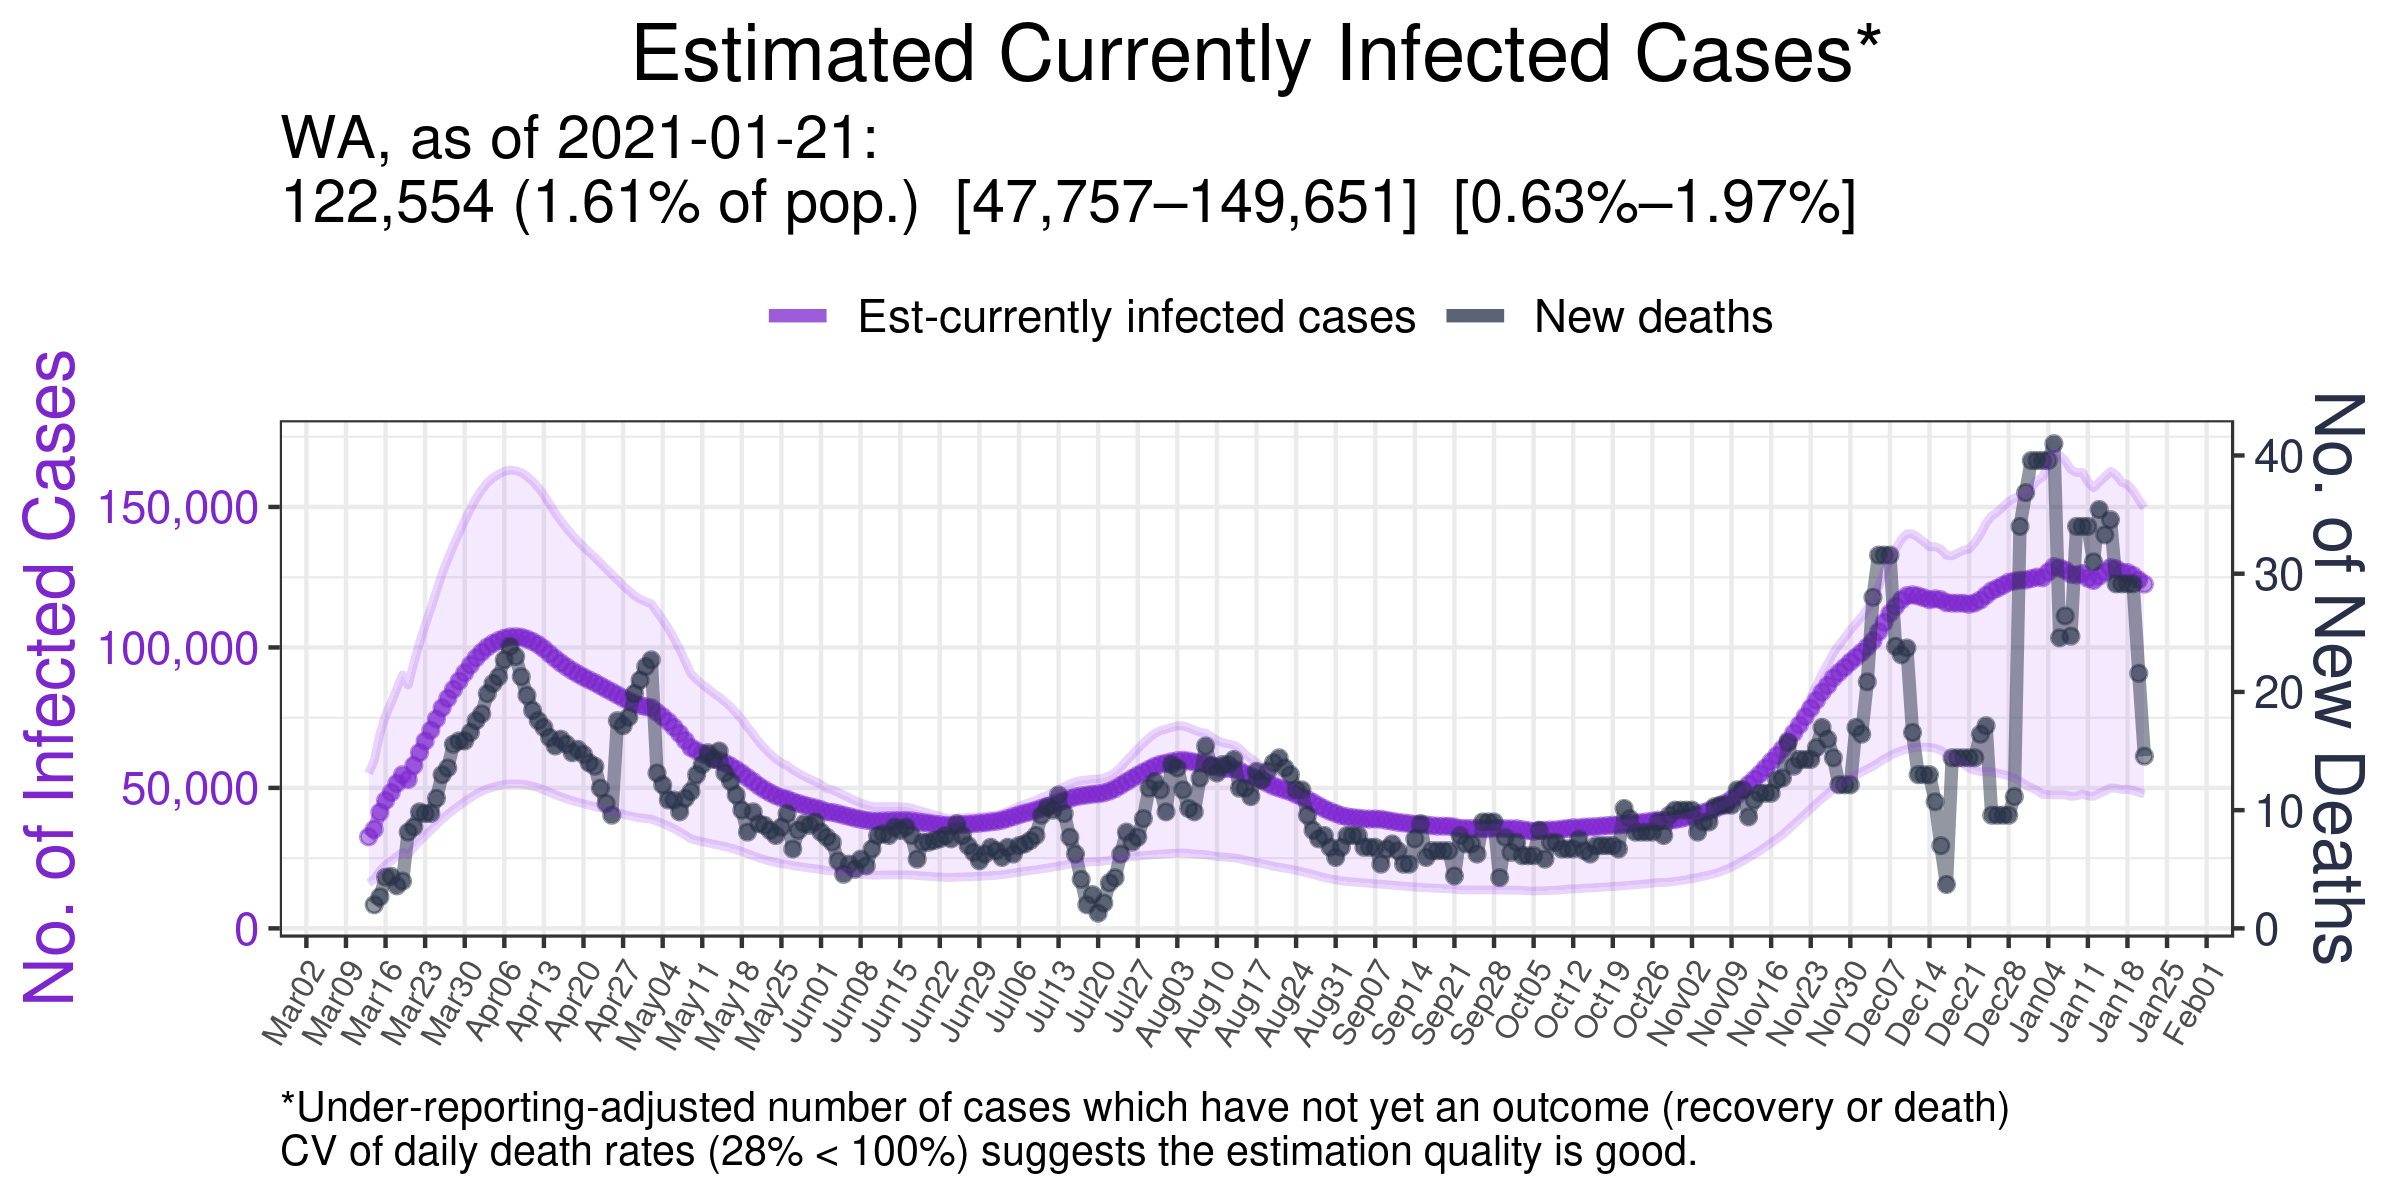 Estimated Currently Infected Cases*
WA, as of 2021-01-21:
122,554 (1.61% of pop.)  [47,757–149,651]  [0.63%–1.97%]
Est-currently infected cases
New deaths
No. of Infected Cases
150,000
100,000
50,000
0
40
30
20
10
0
No. of New Deaths
Mar02
Mar09
Mar16
Mar23
Mar30
Apr06
Apr13
Apr20
Apr27
May04
May11
May18
May25
Jun01
Jun08
Jun15
Jun22
Jun29
Jul06
Jul13
Jul20
Jul27
Aug03
Aug10
Aug17
Aug24
Aug31
Sep07
Sep14
Sep21
Sep28
Oct05
Oct12
Oct19
Oct26
Nov02
Nov09
Nov16
Nov23
Nov30
Dec07
Dec14
Dec21
Dec28
Jan04
Jan11
Jan18
Jan25
Feb01
*Under-reporting-adjusted number of cases which have not yet an outcome (recovery or death)
CV of daily death rates (28% < 100%) suggests the estimation quality is good.